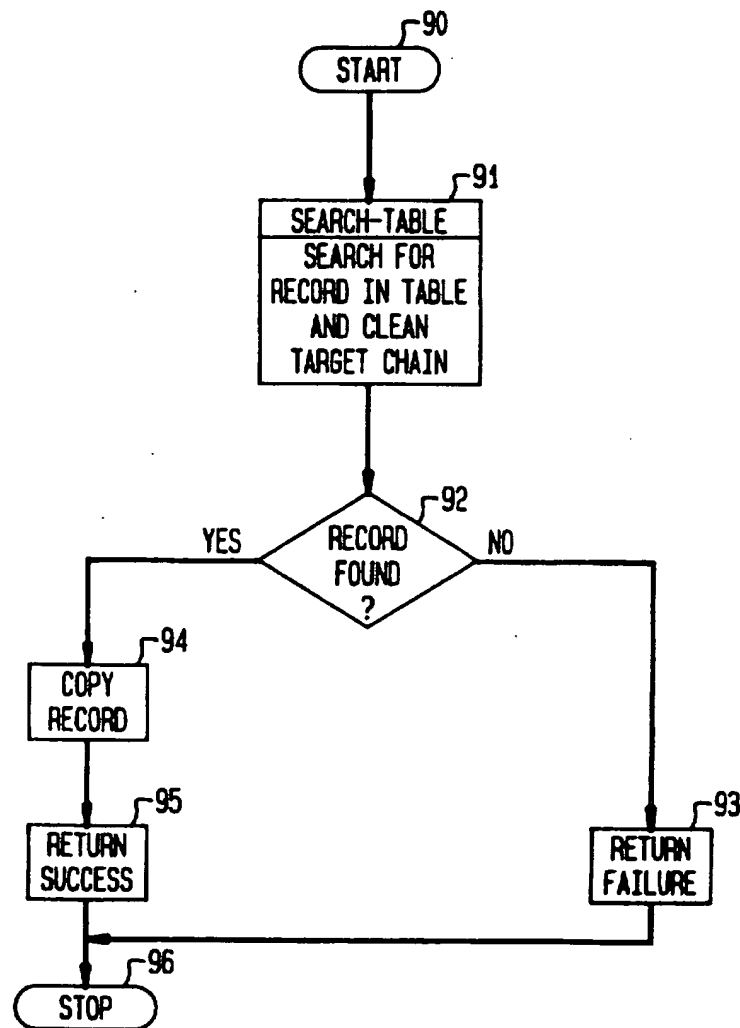 90
START
91
SEARCH-TABLE
SEARCH FOR
RECORD IN TABLE
AND CLEAN
TARGET CHAIN
92
YES
RECORD
FOUND
?
NO
94
COPY
RECORD
95
RETURN
SUCCESS
93
RETURN
FAILURE
96
STOP